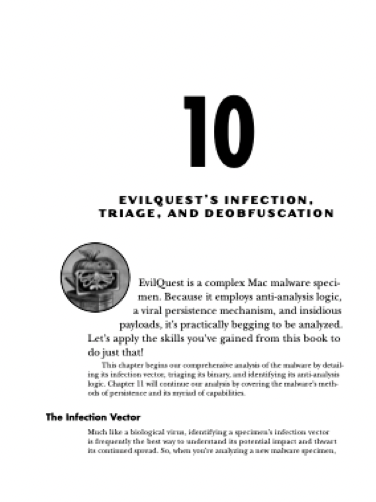 10
EVILQUEST'S INFECTION,
TRIAGE, AND DEOBFUSCATION
EvilQuest is a complex Mac malware speci-
men. Because it employs anti-analysis logic,
a viral persistence mechanism, and insidious
payloads, it's practically begging to be analyzed.
Let's apply the skills you've gained from this book to
do just that!
This chapter begins our comprehensive analysis of the malware by detail-
ing its infection vector, triaging its binary, and identifying its anti-analysis
logic. Chapter 11 will continue our analysis by covering the malware's meth-
ods of persistence and its myriad of capabilities.
The Infection Vector
Much like a biological virus, identifying a specimen's infection vector
is frequently the best way to understand its potential impact and thwart
its continued spread. So, when you're analyzing a new malware specimen,